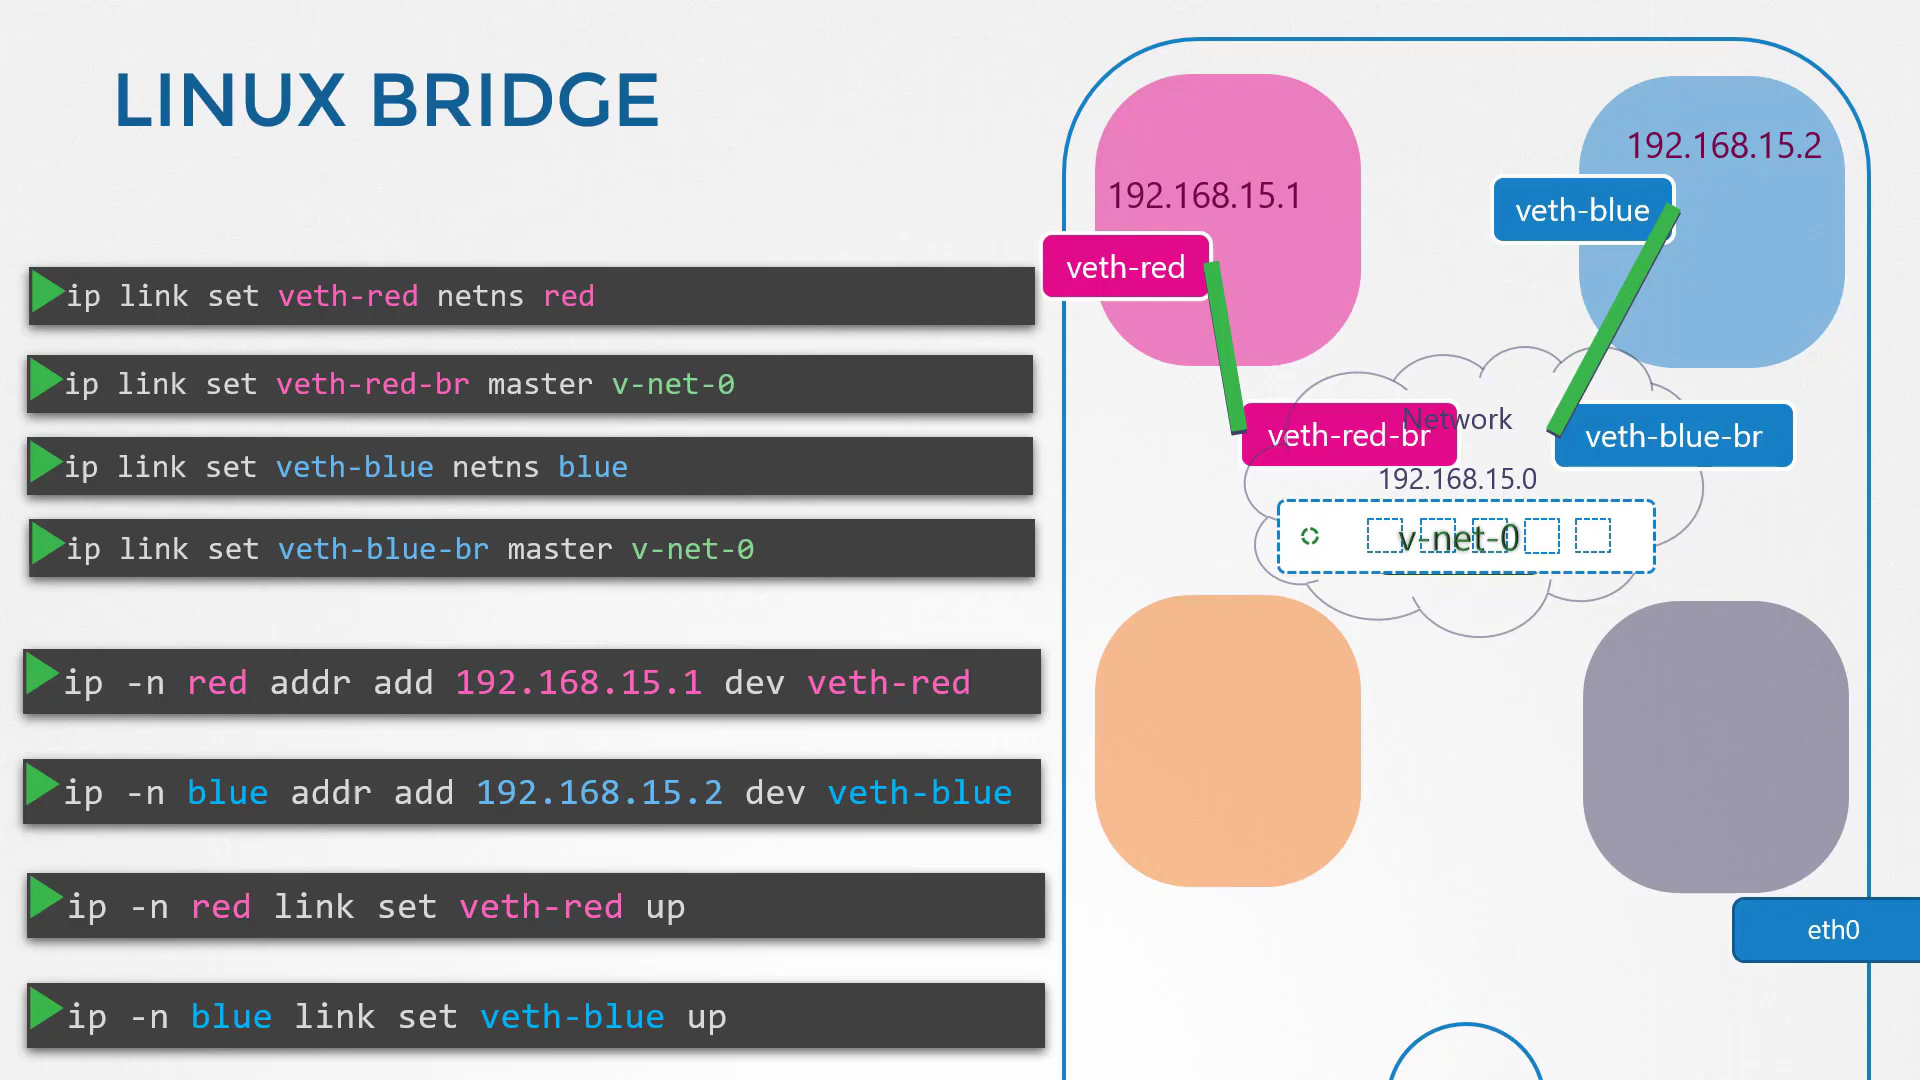 LINUX BRIDGE
ip link set veth-red netns red
ip link set veth-red-br master v-net-0
ip link set veth-blue netns blue
ip link set veth-blue-br master v-net-0
ip -n red addr add 192.168.15.1 dev veth-red
ip -n blue addr add 192.168.15.2 dev veth-blue
ip -n red link set veth-red up
ip -n blue link set veth-blue up
192.168.15.2
192.168.15.1
veth-blue
veth-red
Network
veth-red-br
veth-blue-br
192.168.15.0
v-net-0
eth0